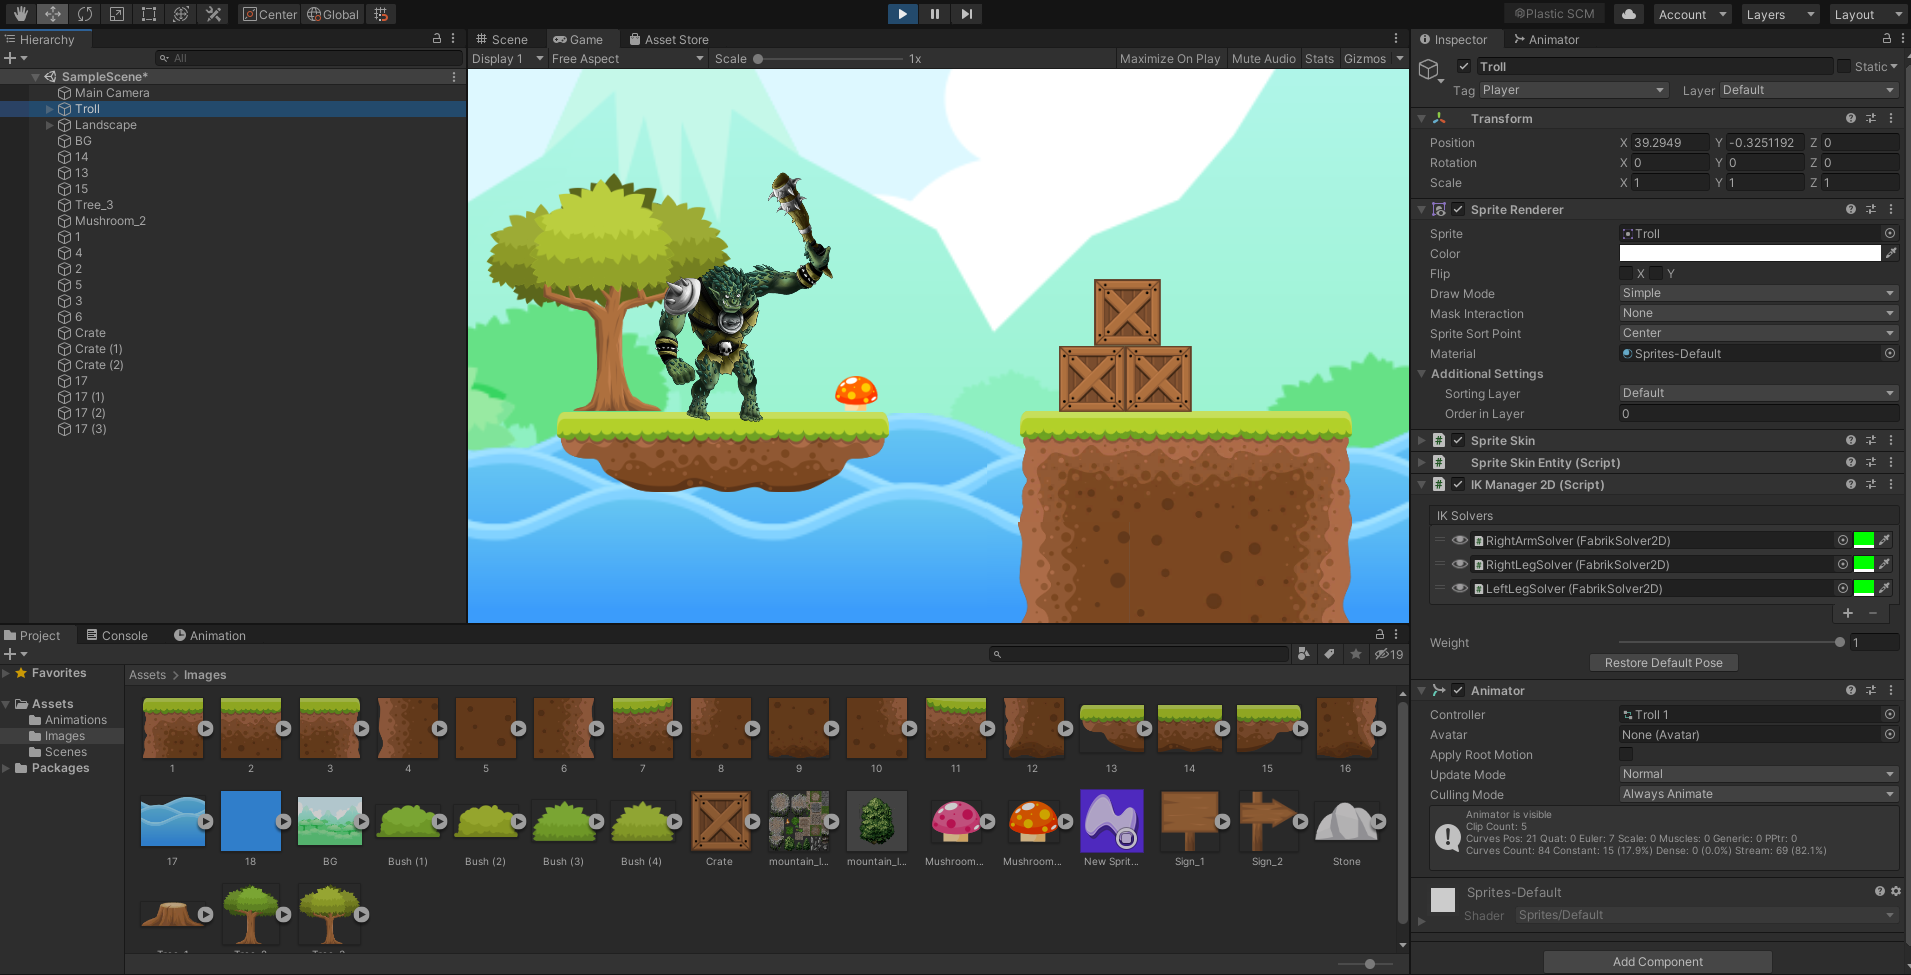 Center Global Plastic SCM Account Layers Layout
Hierarchy
All
SampleScene*
Main Camera
Troll
Landscape
BG
14
13
15
Tree_3
Mushroom_2
1
4
2
5
3
6
Crate
Crate (1)
Crate (2)
17
17 (1)
17 (2)
17 (3)
Scene Game Asset Store
Display 1 Free Aspect Scale 1x Maximize On Play Mute Audio Stats Gizmos
Inspector Animator
Troll Static
Tag Player Layer Default
Transform
Position X 39.2949 Y -0.3251192 Z 0
Rotation X 0 Y 0 Z 0
Scale X 1 Y 1 Z 1
Sprite Renderer
Sprite Troll
Color
Flip X Y
Draw Mode Simple
Mask Interaction None
Sprite Sort Point Center
Material Sprites-Default
Additional Settings
Sorting Layer Default
Order in Layer 0
# Sprite Skin
# Sprite Skin Entity (Script)
# IK Manager 2D (Script)
IK Solvers
RightArmSolver (FabrikSolver2D)
RightLegSolver (FabrikSolver2D)
LeftLegSolver (FabrikSolver2D)
+ −
Weight 1
Restore Default Pose
Animator
Controller Troll 1
Avatar None (Avatar)
Apply Root Motion
Update Mode Normal
Culling Mode Always Animate
Animator is visible
Clip Count: 5
Curves Pos: 21 Quat: 0 Euler: 7 Scale: 0 Muscles: 0 Generic: 0 PPtr: 0
Curves Count: 84 Constant: 15 (17.9%) Dense: 0 (0.0%) Stream: 69 (82.1%)
Sprites-Default
Shader Sprites/Default
Add Component
Project Console Animation
19
Favorites
Assets
Animations
Images
Scenes
Packages
Assets > Images
1 2 3 4 5 6 7 8 9 10 11 12 13 14 15 16
17 18 BG Bush (1) Bush (2) Bush (3) Bush (4) Crate mountain_l... mountain_l... Mushroom... Mushroom... New Sprit... Sign_1 Sign_2 Stone